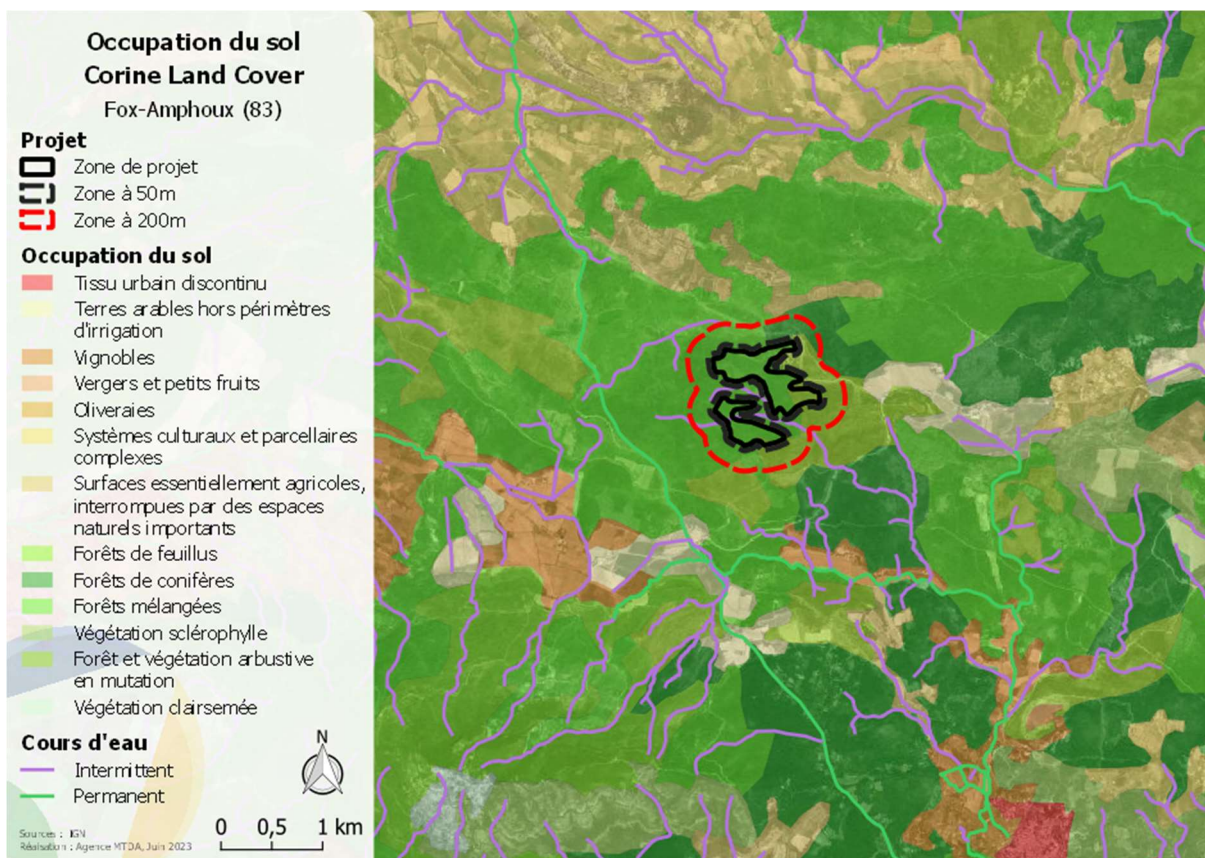 Occupation du sol
Corine Land Cover
Fox-Amphoux (83)
Projet
Zone de projet
Zone à 50m
Zone à 200m
Occupation du sol
Tissu urbain discontinu
Terres arables hors périmètres
d'irrigation
Vignobles
Vergers et petits fruits
Oliveraies
Systèmes culturaux et parcellaires
complexes
Surfaces essentiellement agricoles,
interrompues par des espaces
naturels importants
Forêts de feuillus
Forêts de conifères
Forêts mélangées
Végétation sclérophylle
Forêt et végétation arbustive
en mutation
Végétation clairsemée
Cours d'eau
Intermittent
Permanent
N
0 0,5 1 km
Sources : IGN
Réalisation : Agence MTDA, Juin 2023